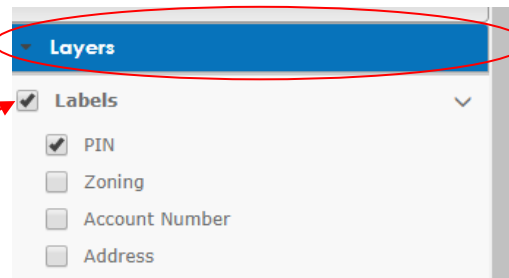 Layers
Labels
PIN
Zoning
Account Number
Address